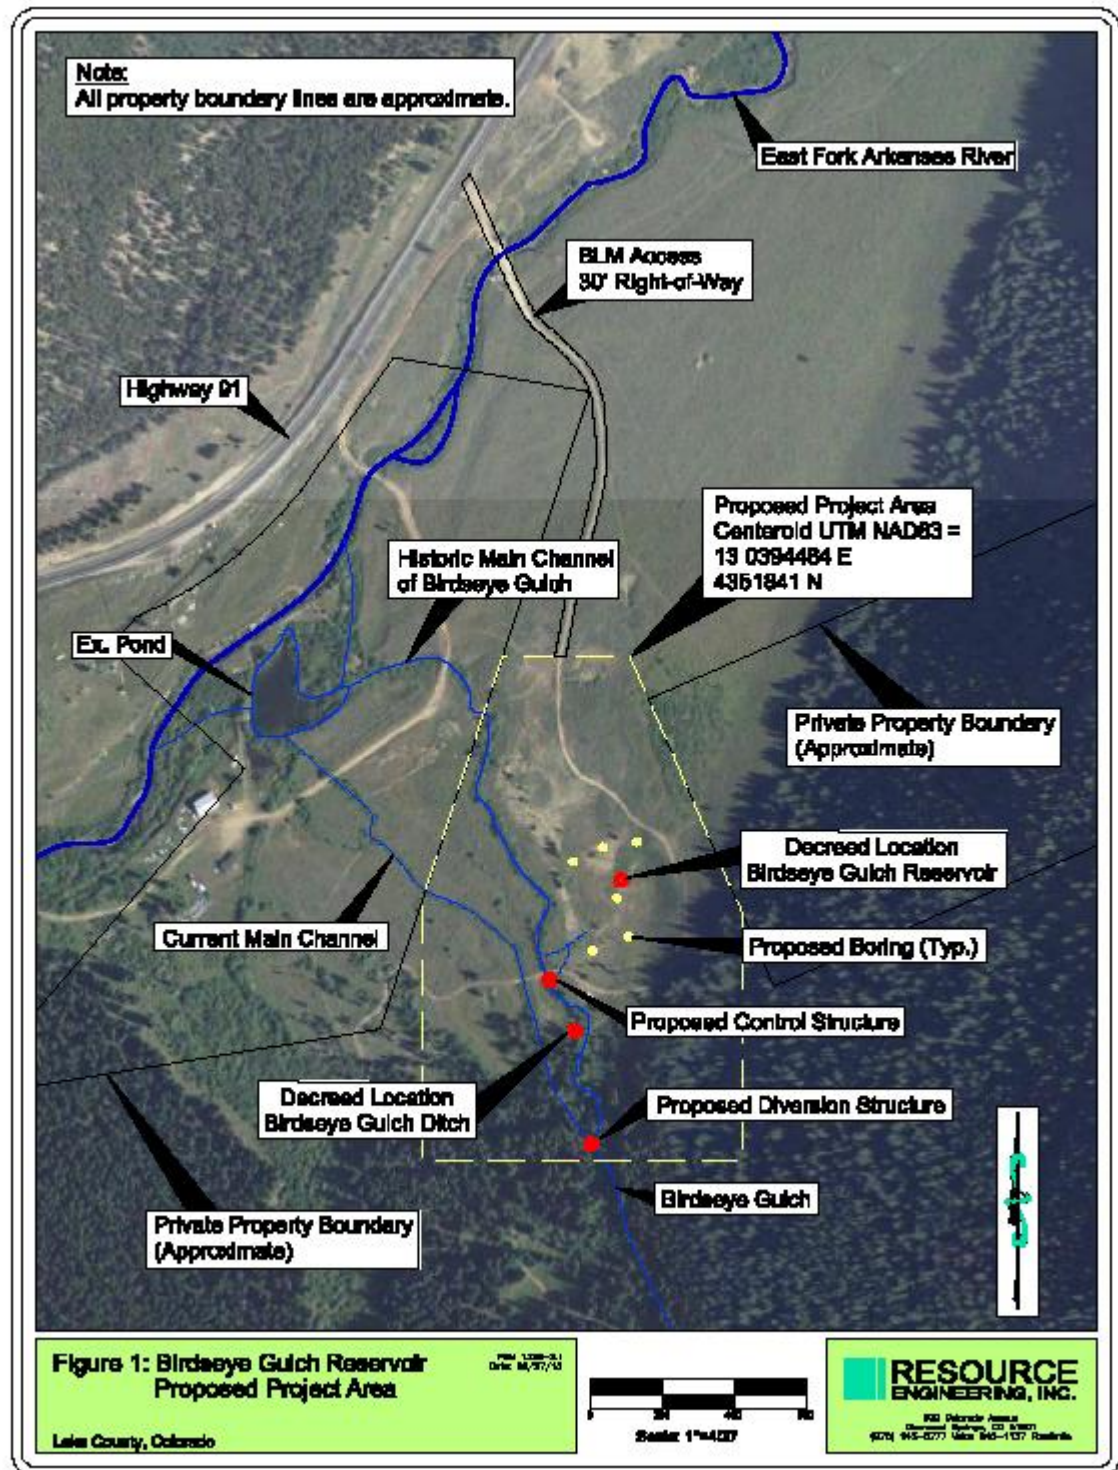 Note:
All property boundary lines are approximate.
East Fork Arkansas River
BLM Access
30' Right-of-Way
Highway 91
Proposed Project Area
Centeroid UTM NAD83 =
13 0394484 E
4351841 N
Historic Main Channel
of Birdseye Gulch
Ex. Pond
Private Property Boundary
(Approximate)
Decreed Location
Birdseye Gulch Reservoir
Current Main Channel
Proposed Boring (Typ.)
Proposed Control Structure
Decreed Location
Birdseye Gulch Ditch
Proposed Diversion Structure
Birdseye Gulch
Private Property Boundary
(Approximate)
Figure 1: Birdseye Gulch Reservoir
Proposed Project Area
Lake County, Colorado
0
Scale: 1"=400'
RESOURCE
ENGINEERING, INC.